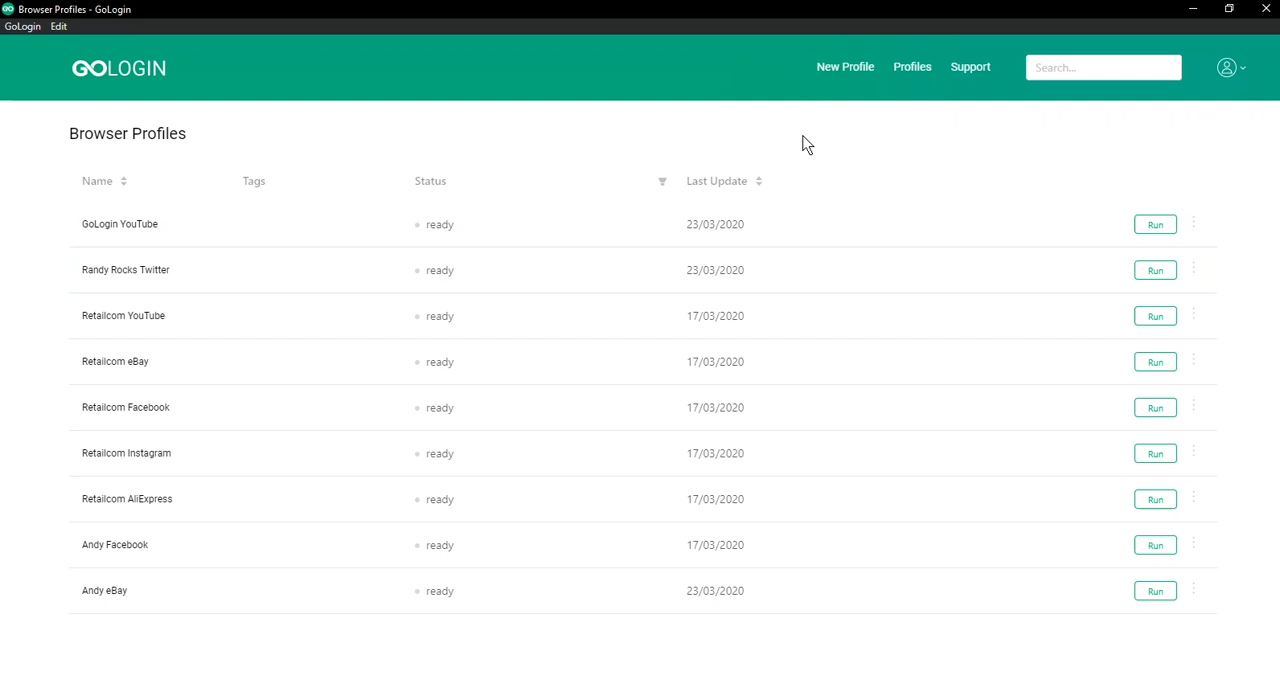 Browser Profiles - GoLogin
GoLogin Edit
GOLOGIN New Profile Profiles Support Search...
Browser Profiles
Name Tags Status Last Update
GoLogin YouTube ready 23/03/2020 Run
Randy Rocks Twitter ready 23/03/2020 Run
Retailcom YouTube ready 17/03/2020 Run
Retailcom eBay ready 17/03/2020 Run
Retailcom Facebook ready 17/03/2020 Run
Retailcom Instagram ready 17/03/2020 Run
Retailcom AliExpress ready 17/03/2020 Run
Andy Facebook ready 17/03/2020 Run
Andy eBay ready 23/03/2020 Run